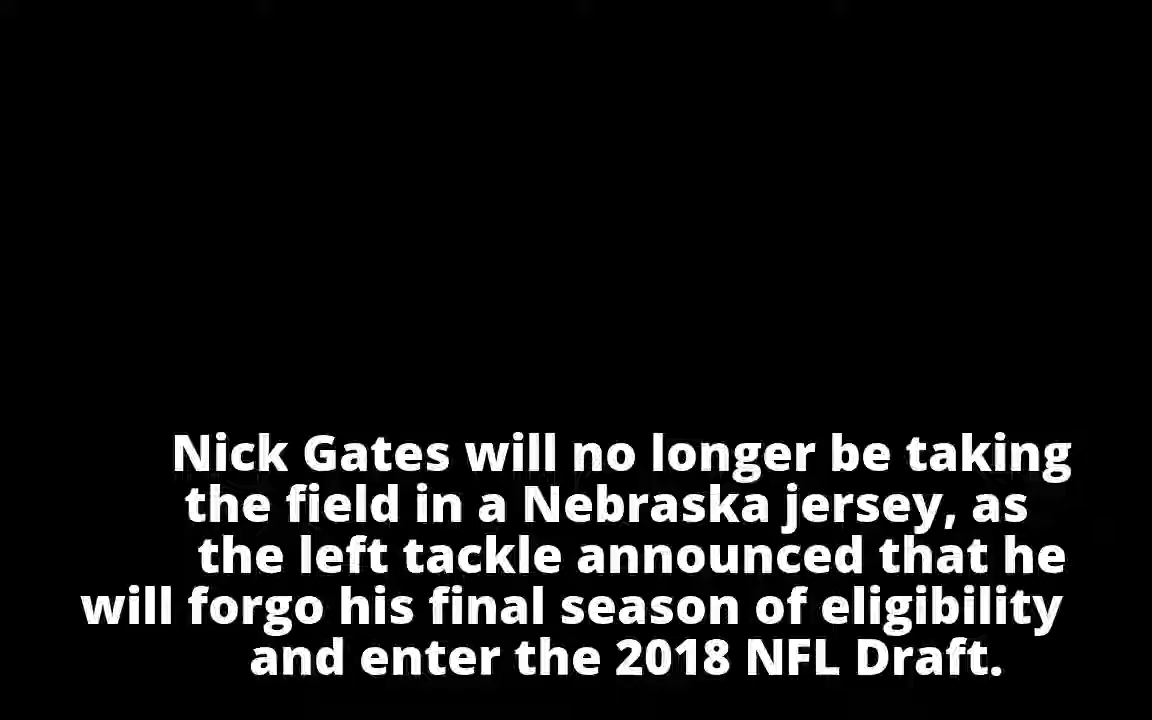 Nick Gates will no longer be taking
the field in a Nebraska jersey, as
the left tackle announced that he
will forgo his final season of eligibility
and enter the 2018 NFL Draft.